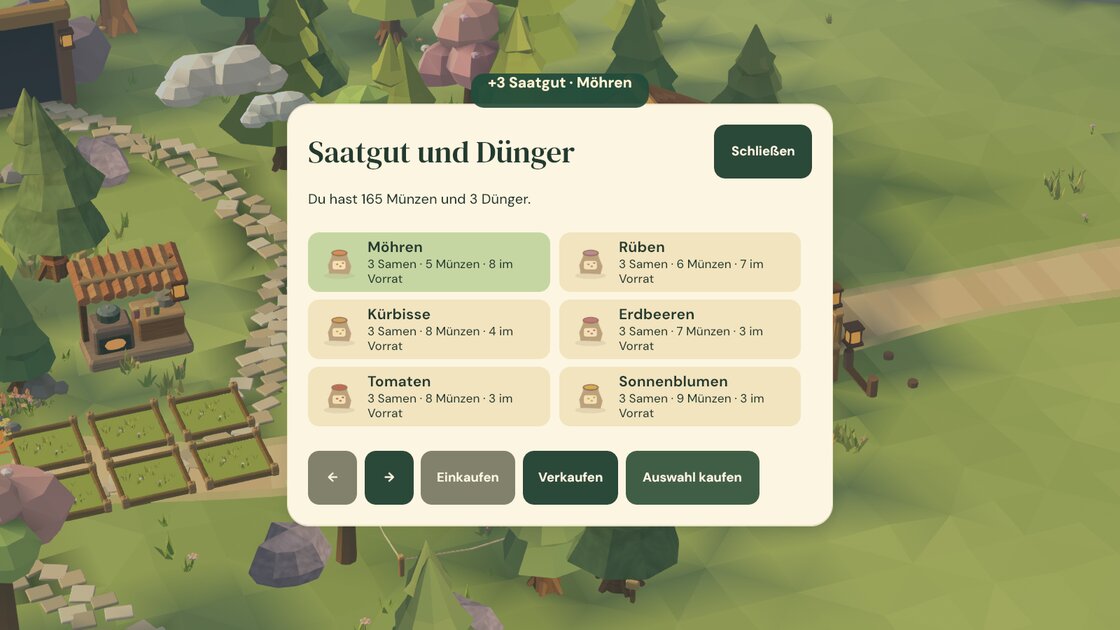 +3 Saatgut · Möhren
Saatgut und Dünger
Schließen
Du hast 165 Münzen und 3 Dünger.
Möhren
3 Samen · 5 Münzen · 8 im
Vorrat
Rüben
3 Samen · 6 Münzen · 7 im
Vorrat
Kürbisse
3 Samen · 8 Münzen · 4 im
Vorrat
Erdbeeren
3 Samen · 7 Münzen · 3 im
Vorrat
Tomaten
3 Samen · 8 Münzen · 3 im
Vorrat
Sonnenblumen
3 Samen · 9 Münzen · 3 im
Vorrat
← → Einkaufen Verkaufen Auswahl kaufen